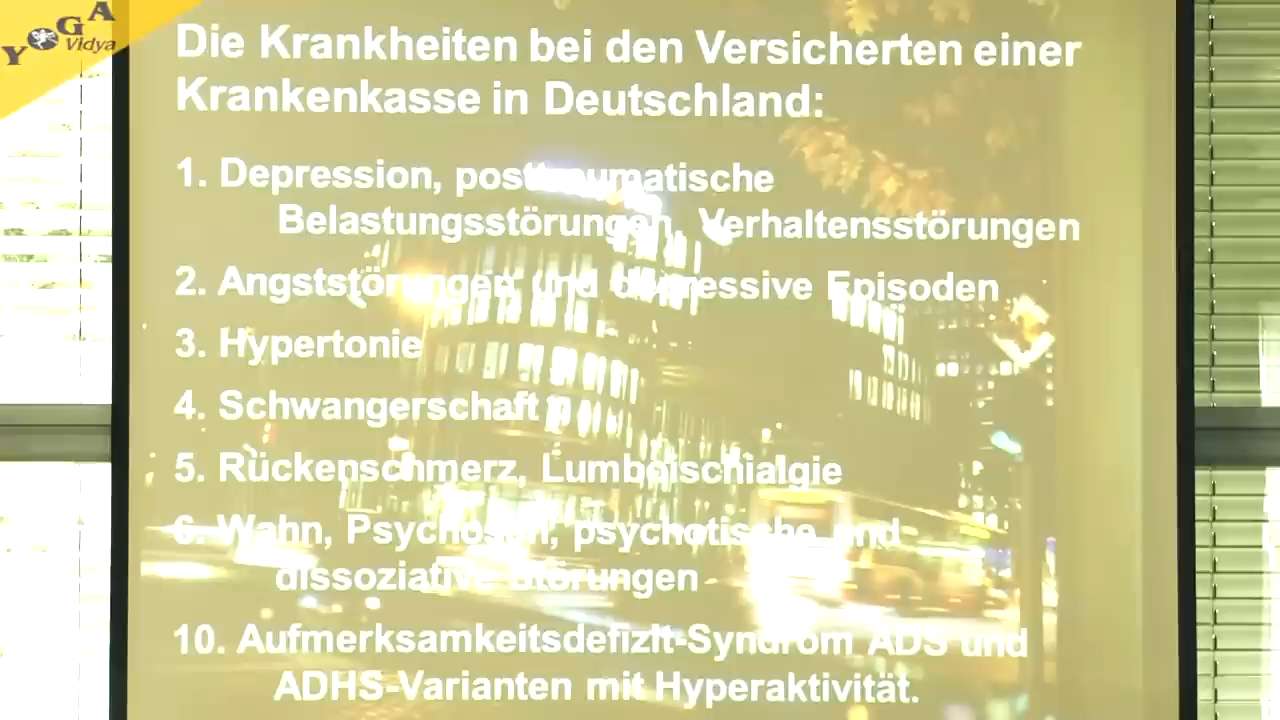 YOGA
Vidya
Die Krankheiten bei den Versicherten einer
Krankenkasse in Deutschland:
1. Depression, posttraumatische
Belastungsstörungen, Verhaltensstörungen
2. Angststörungen und depressive Episoden
3. Hypertonie
4. Schwangerschaft
5. Rückenschmerz, Lumboischialgie
6. Wahn, Psychosen, psychotische und
dissoziative Störungen
10. Aufmerksamkeitsdefizit-Syndrom ADS und
ADHS-Varianten mit Hyperaktivität.